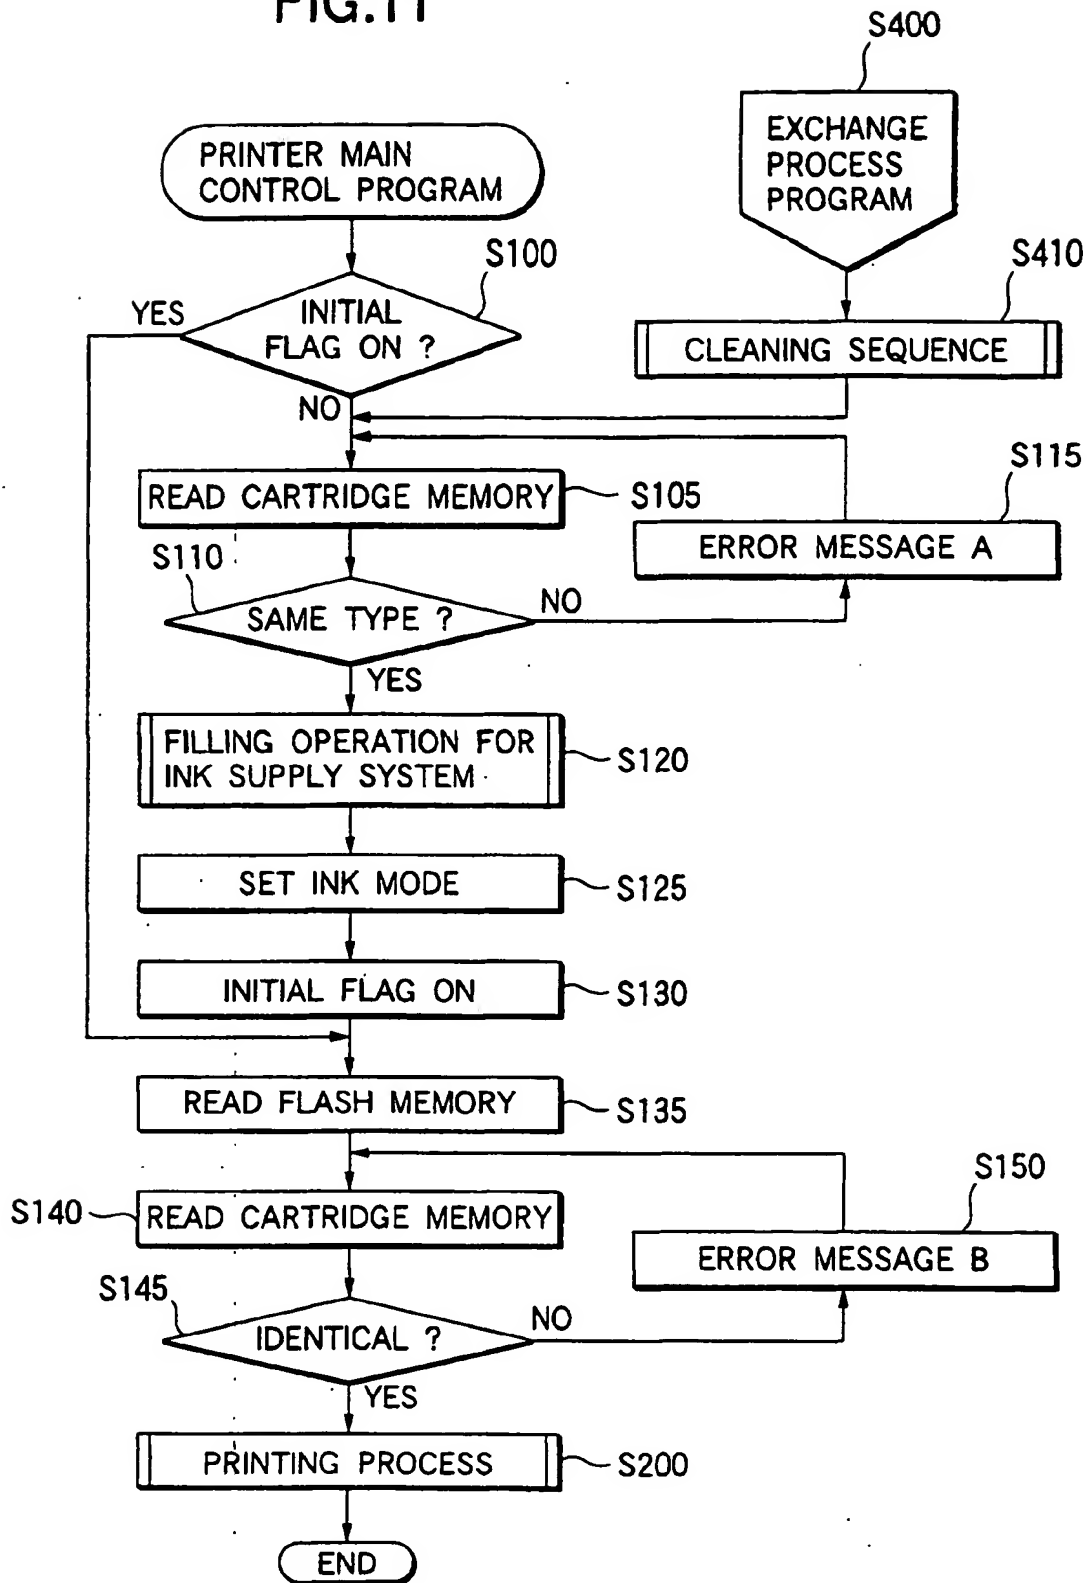 FIG.11
S400
EXCHANGE
PROCESS
PROGRAM
PRINTER MAIN
CONTROL PROGRAM
S100
S410
YES
INITIAL
FLAG ON ?
CLEANING SEQUENCE
NO
S115
READ CARTRIDGE MEMORY
S105
ERROR MESSAGE A
S110
SAME TYPE ?
NO
YES
FILLING OPERATION FOR
INK SUPPLY SYSTEM
S120
SET INK MODE
S125
INITIAL FLAG ON
S130
READ FLASH MEMORY
S135
S150
S140
READ CARTRIDGE MEMORY
ERROR MESSAGE B
S145
IDENTICAL ?
NO
YES
PRINTING PROCESS
S200
END